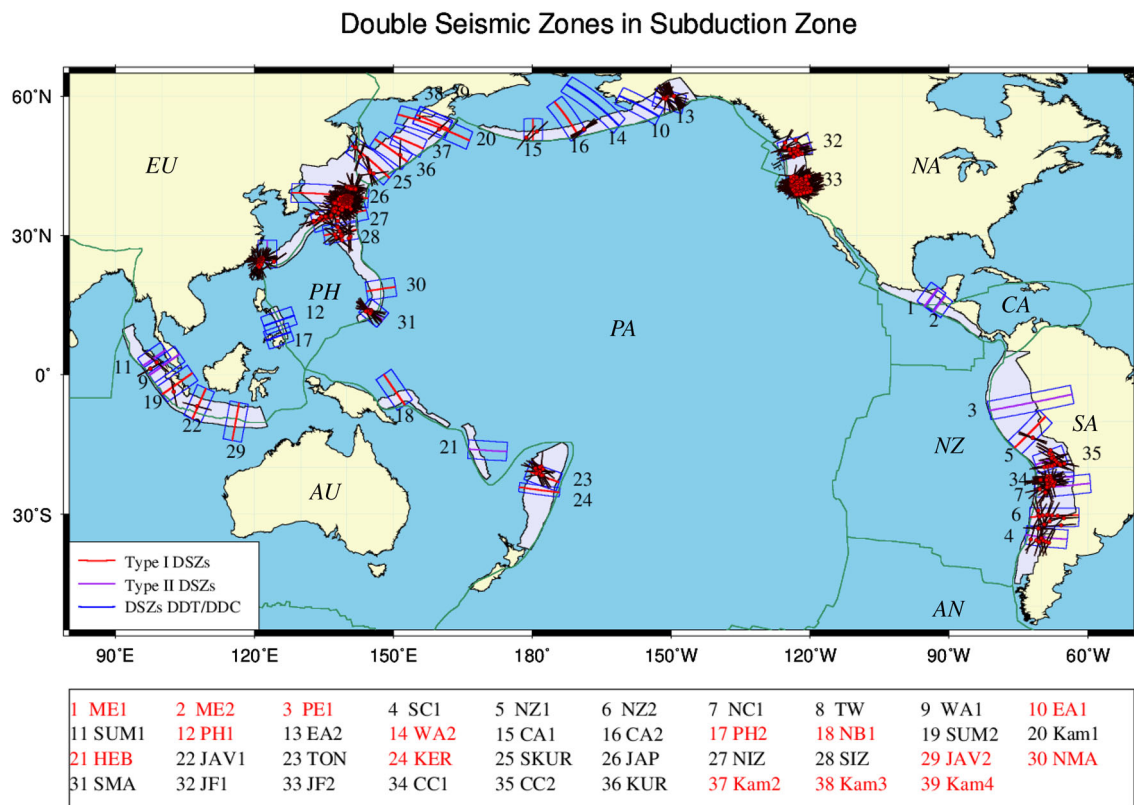 Double Seismic Zones in Subduction Zone
60°N
30°N
0°
30°S
90°E
120°E
150°E
180°
150°W
120°W
90°W
60°W
EU
NA
PH
PA
CA
SA
NZ
AU
AN
38
39
37
20
36
25
26
27
28
30
31
12
17
11
9
19
22
29
18
21
23
24
15
16
14
10
13
32
33
1
2
3
5
35
34
7
6
4
Type I DSZs
Type II DSZs
DSZs DDT/DDC
1 ME1 2 ME2 3 PE1 4 SC1 5 NZ1 6 NZ2 7 NC1 8 TW 9 WA1 10 EA1
11 SUM1 12 PH1 13 EA2 14 WA2 15 CA1 16 CA2 17 PH2 18 NB1 19 SUM2 20 Kam1
21 HEB 22 JAV1 23 TON 24 KER 25 SKUR 26 JAP 27 NIZ 28 SIZ 29 JAV2 30 NMA
31 SMA 32 JF1 33 JF2 34 CC1 35 CC2 36 KUR 37 Kam2 38 Kam3 39 Kam4